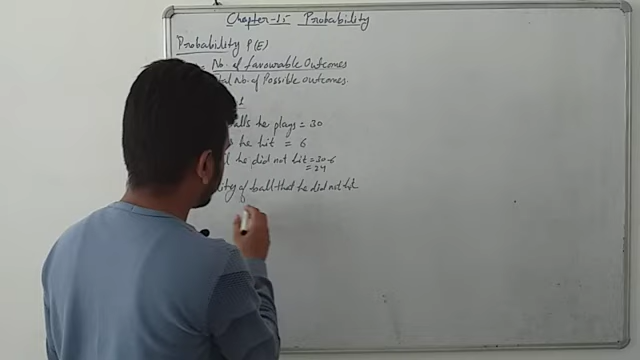 Chapter-15 Probability
Probability P(E)
= No. of favourable Outcomes
No. of Possible outcomes.
1
he plays = 30
he hit = 6
he did not hit = 30-6
= 24
of ball that he did not hit